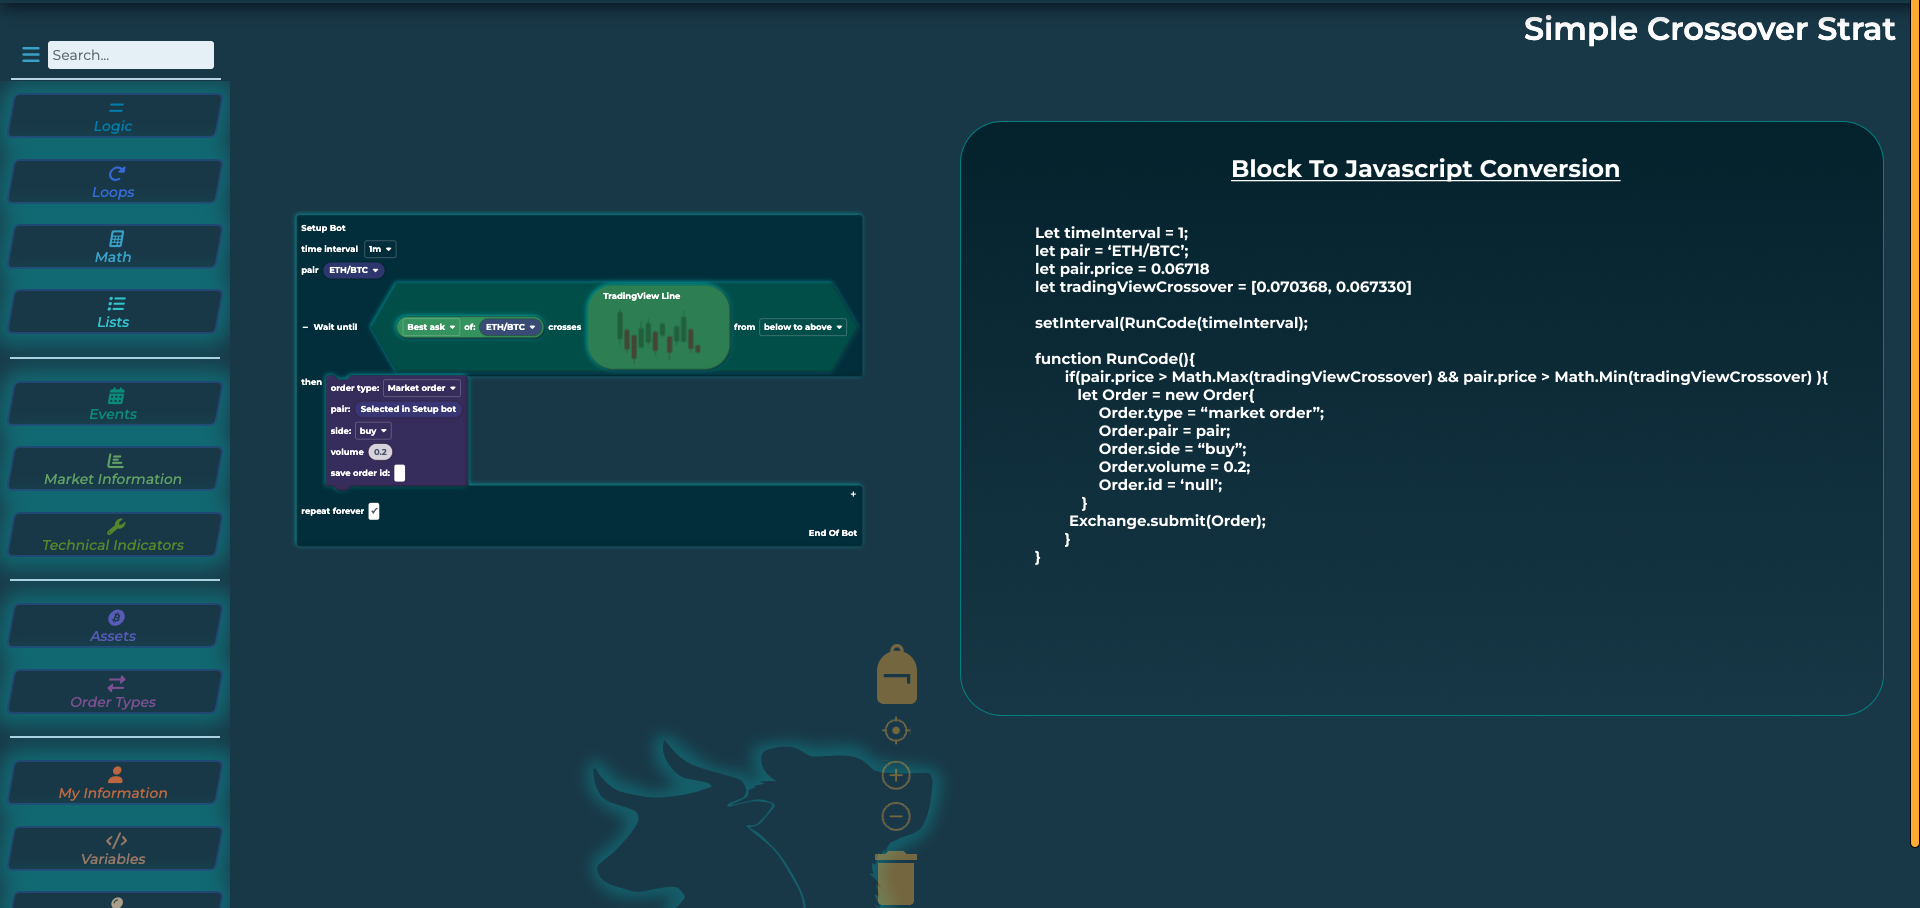 Simple Crossover Strat
Search...
Logic
Loops
Math
Lists
Events
Market Information
Technical Indicators
Assets
Order Types
My Information
Variables
Setup Bot
time interval 1m
pair ETH/BTC
TradingView Line
– Wait until Best ask of: ETH/BTC crosses from below to above
then
order type: Market order
pair: Selected in Setup bot
side: buy
volume 0.2
save order id:
+
repeat forever ✓
End Of Bot
Block To Javascript Conversion
Let timeInterval = 1;
let pair = ‘ETH/BTC’;
let pair.price = 0.06718
let tradingViewCrossover = [0.070368, 0.067330]
setInterval(RunCode(timeInterval);
function RunCode(){
if(pair.price > Math.Max(tradingViewCrossover) && pair.price > Math.Min(tradingViewCrossover) ){
let Order = new Order{
Order.type = “market order”;
Order.pair = pair;
Order.side = “buy”;
Order.volume = 0.2;
Order.id = ‘null’;
}
Exchange.submit(Order);
}
}